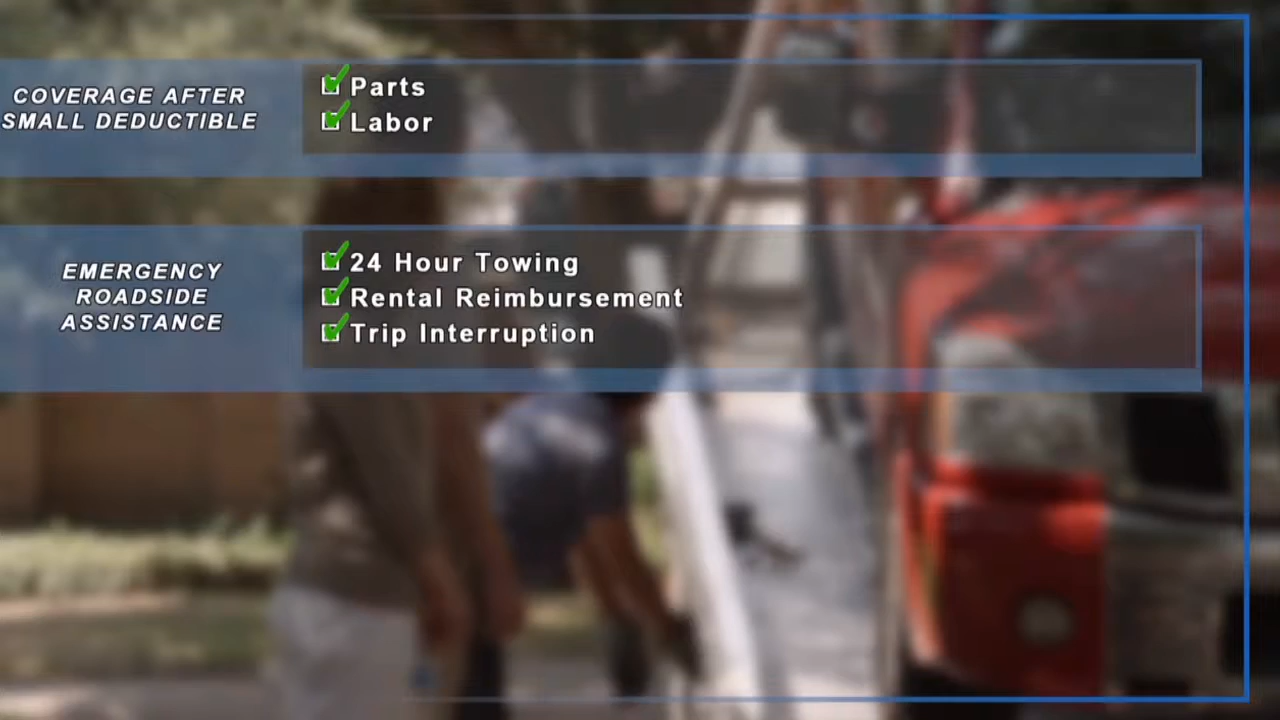 COVERAGE AFTER
SMALL DEDUCTIBLE
Parts
Labor
EMERGENCY
ROADSIDE
ASSISTANCE
24 Hour Towing
Rental Reimbursement
Trip Interruption